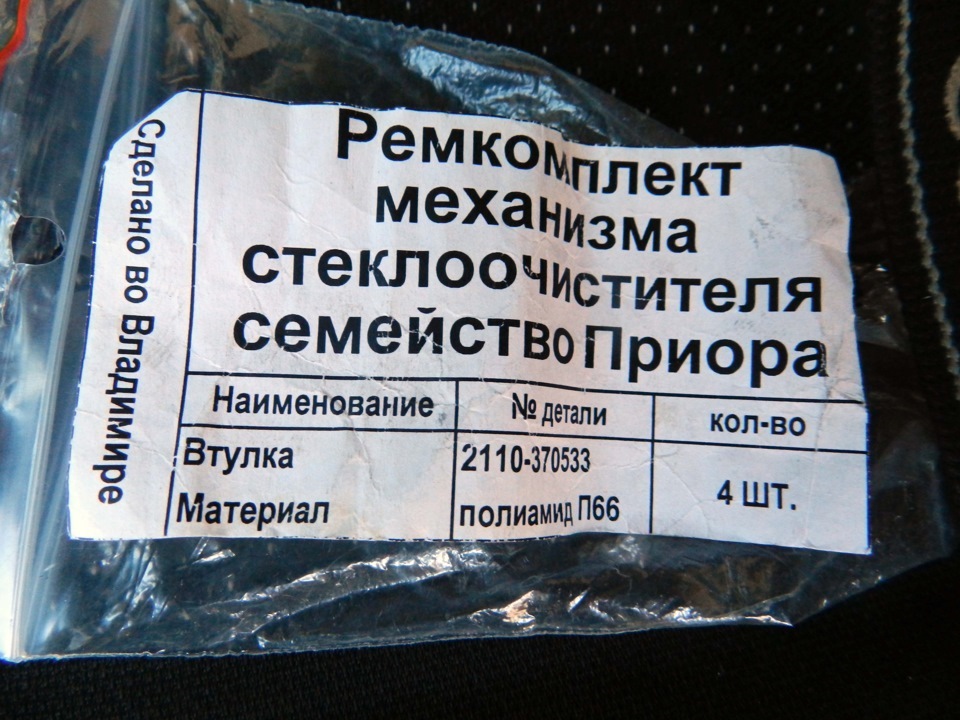 Сделано во Владимире
Ремкомплект
механизма
стеклоочистителя
семейство Приора
Наименование № детали кол-во
Втулка 2110-370533 4 шт.
Материал полиамид П66